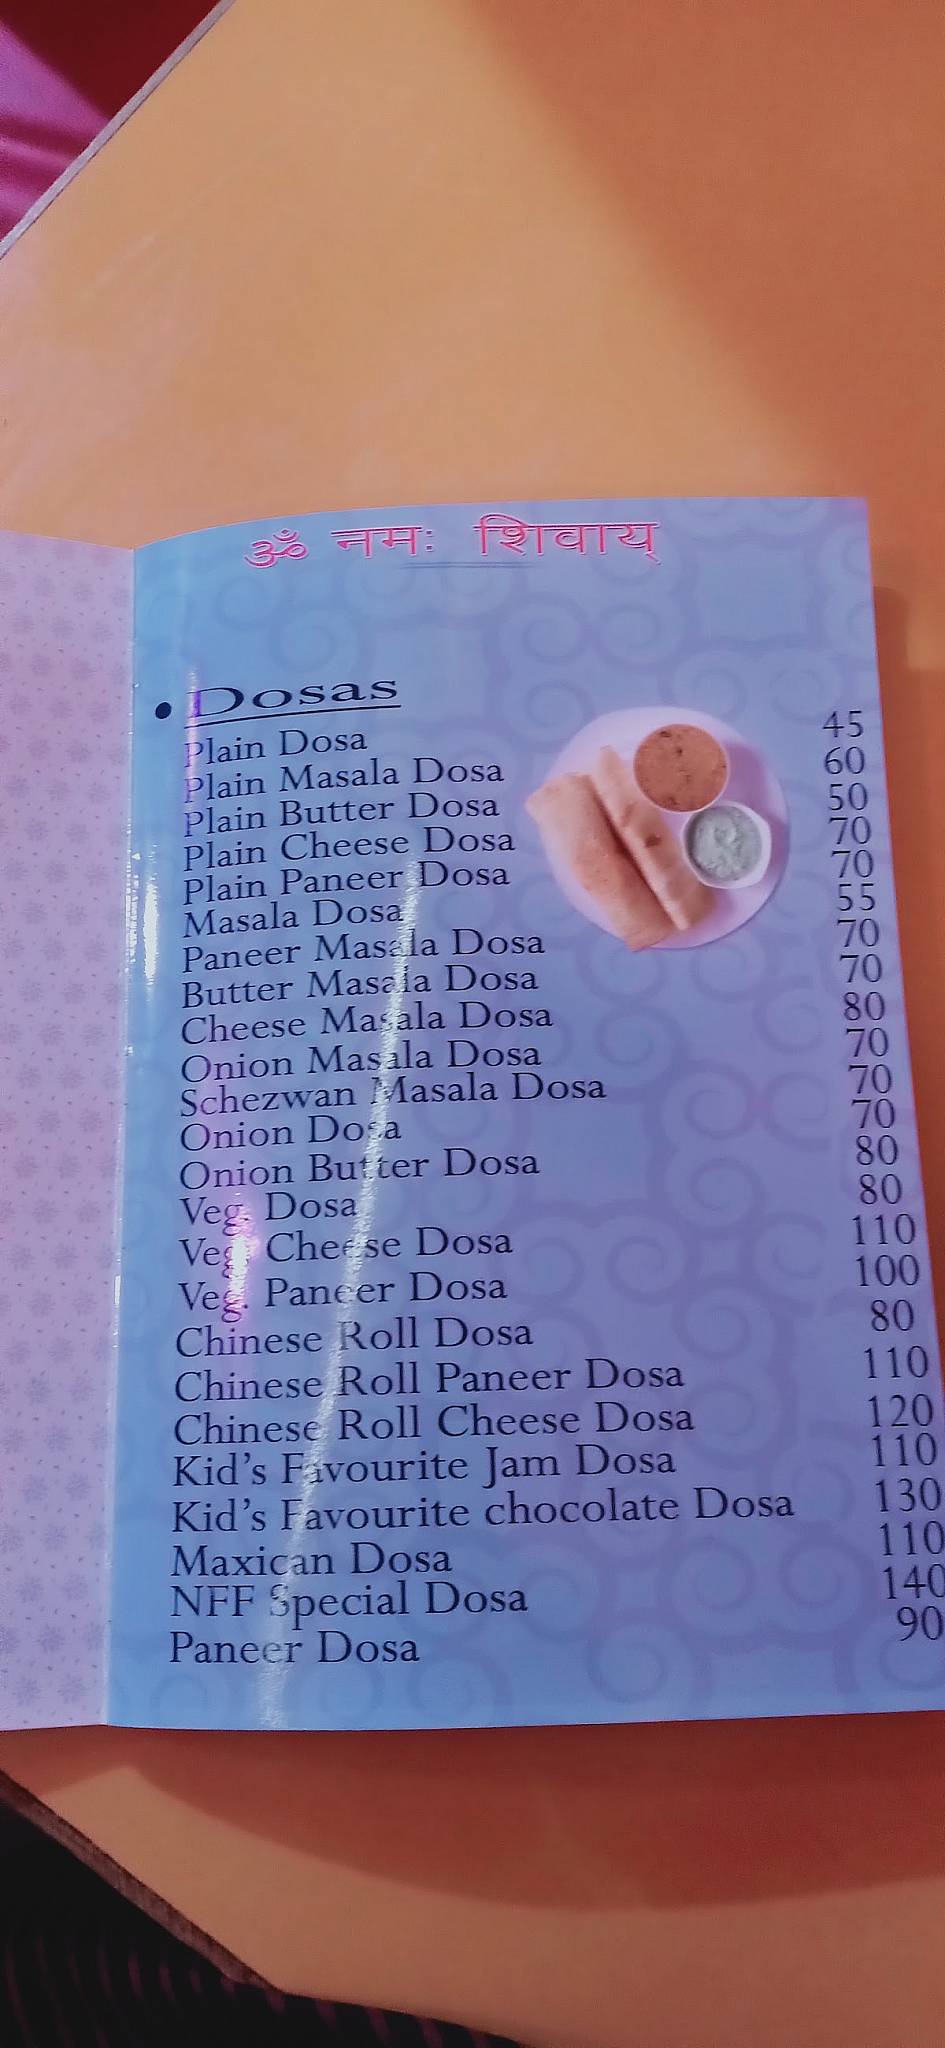 ॐ नमः शिवाय्
• Dosas
Plain Dosa 45
Plain Masala Dosa 60
Plain Butter Dosa 50
Plain Cheese Dosa 70
Plain Paneer Dosa 70
Masala Dosa 55
Paneer Masala Dosa 70
Butter Masala Dosa 70
Cheese Masala Dosa 80
Onion Masala Dosa 70
Schezwan Masala Dosa 70
Onion Dosa 70
Onion Butter Dosa 80
Veg. Dosa 80
Veg. Cheese Dosa 110
Veg. Paneer Dosa 100
Chinese Roll Dosa 80
Chinese Roll Paneer Dosa 110
Chinese Roll Cheese Dosa 120
Kid's Favourite Jam Dosa 110
Kid's Favourite chocolate Dosa 130
Maxican Dosa 110
NFF Special Dosa 140
Paneer Dosa 90